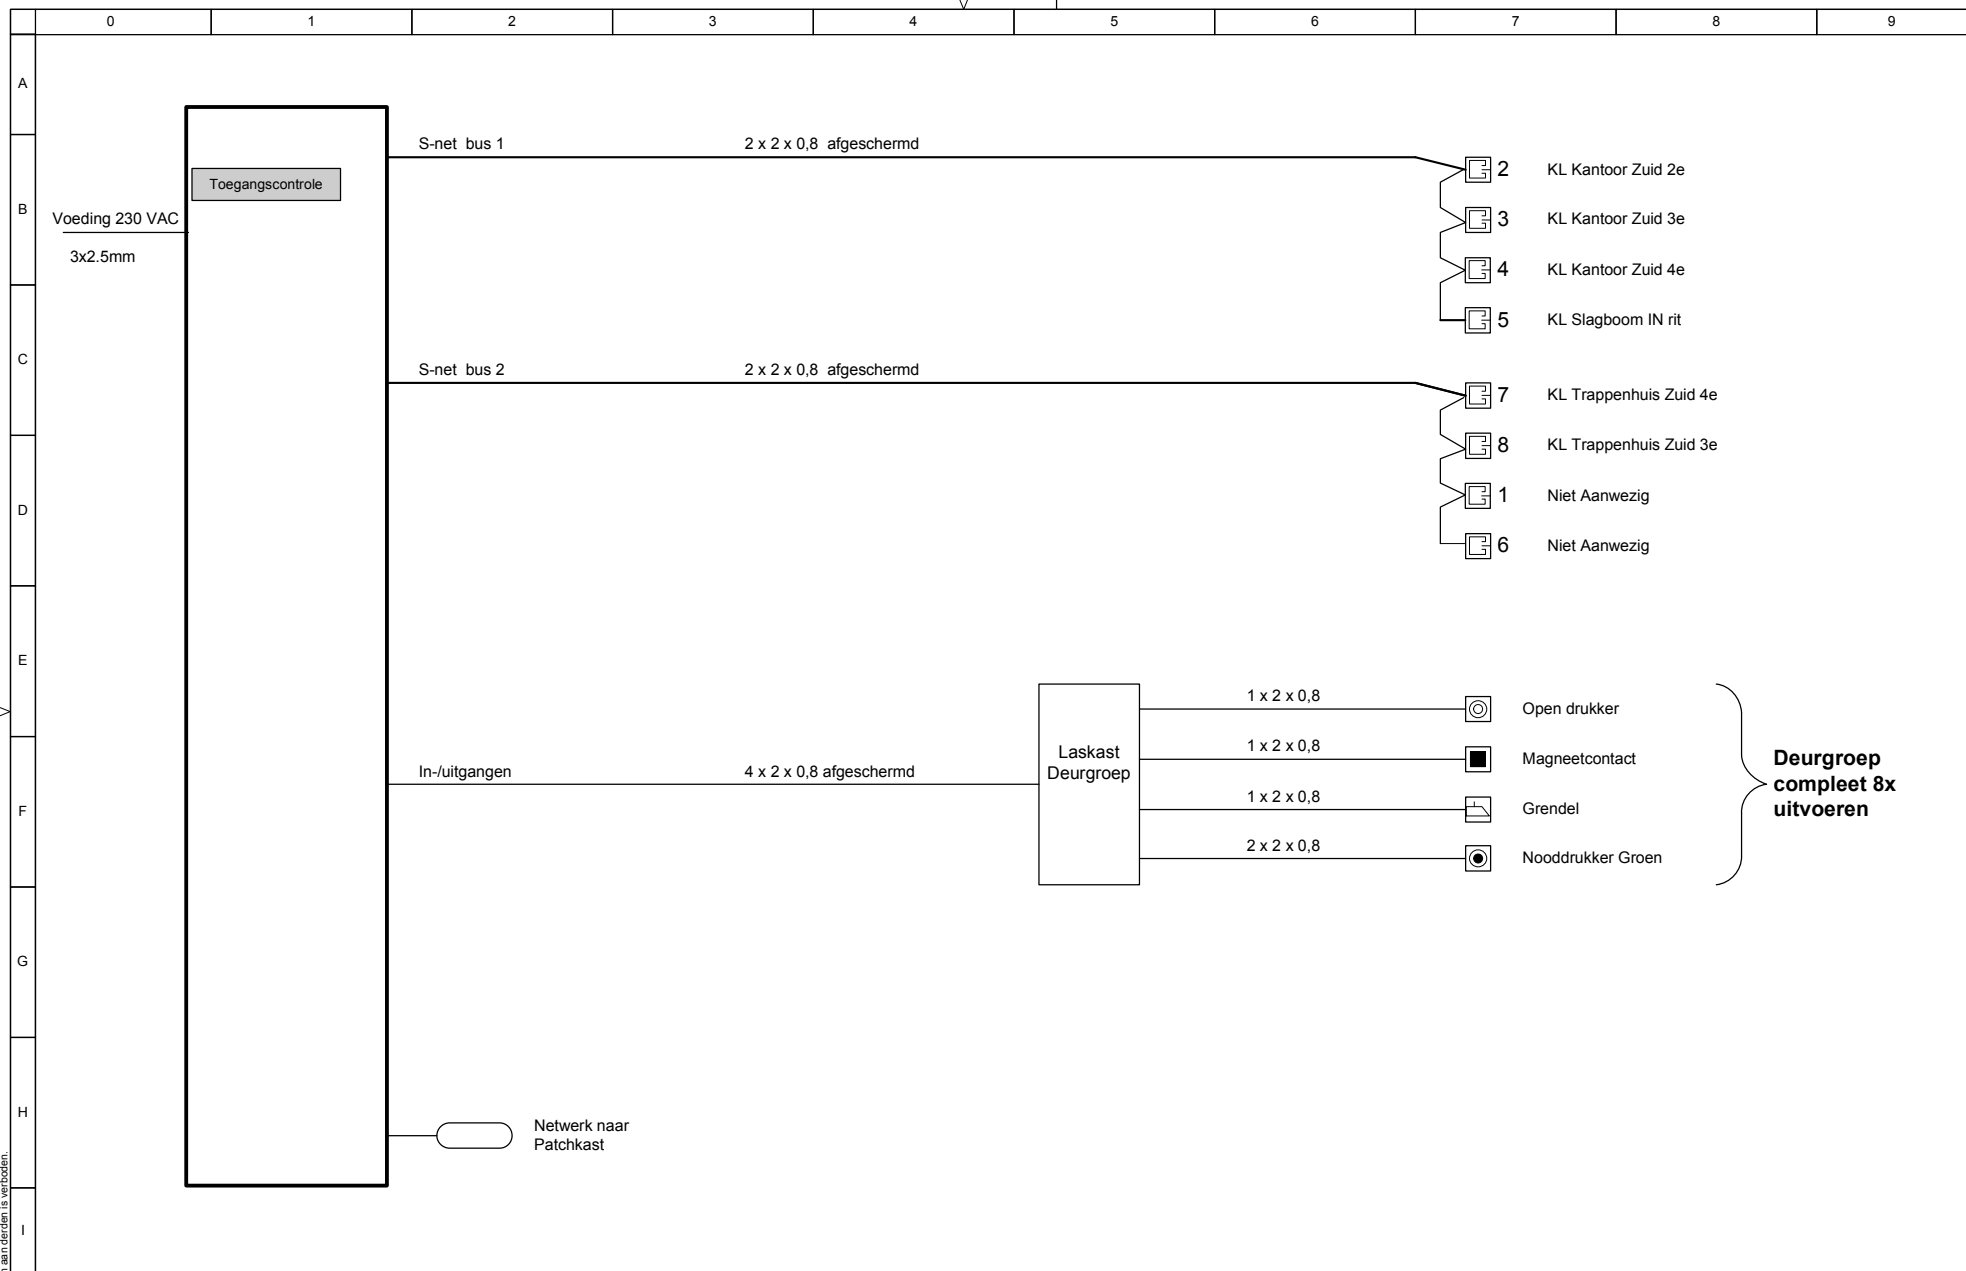 0 1 2 3 4 5 6 7 8 9
A
B
C
D
E
F
G
H
I
Toegangscontrole
Voeding 230 VAC
3x2.5mm
S-net bus 1 2 x 2 x 0,8 afgeschermd
2 KL Kantoor Zuid 2e
3 KL Kantoor Zuid 3e
4 KL Kantoor Zuid 4e
5 KL Slagboom IN rit
S-net bus 2 2 x 2 x 0,8 afgeschermd
7 KL Trappenhuis Zuid 4e
8 KL Trappenhuis Zuid 3e
1 Niet Aanwezig
6 Niet Aanwezig
In-/uitgangen 4 x 2 x 0,8 afgeschermd
Laskast
Deurgroep
1 x 2 x 0,8 Open drukker
1 x 2 x 0,8 Magneetcontact
1 x 2 x 0,8 Grendel
2 x 2 x 0,8 Nooddrukker Groen
Deurgroep
compleet 8x
uitvoeren
Netwerk naar
Patchkast
aan derden is verboden.